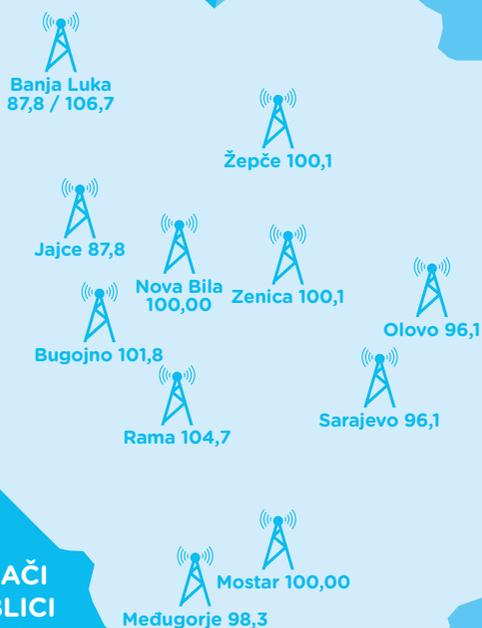 Banja Luka
87,8 / 106,7
Žepče 100,1
Jajce 87,8
Nova Bila
100,00
Zenica 100,1
Olovo 96,1
Bugojno 101,8
Sarajevo 96,1
Rama 104,7
AČI
BLICI
Mostar 100,00
Međugorje 98,3